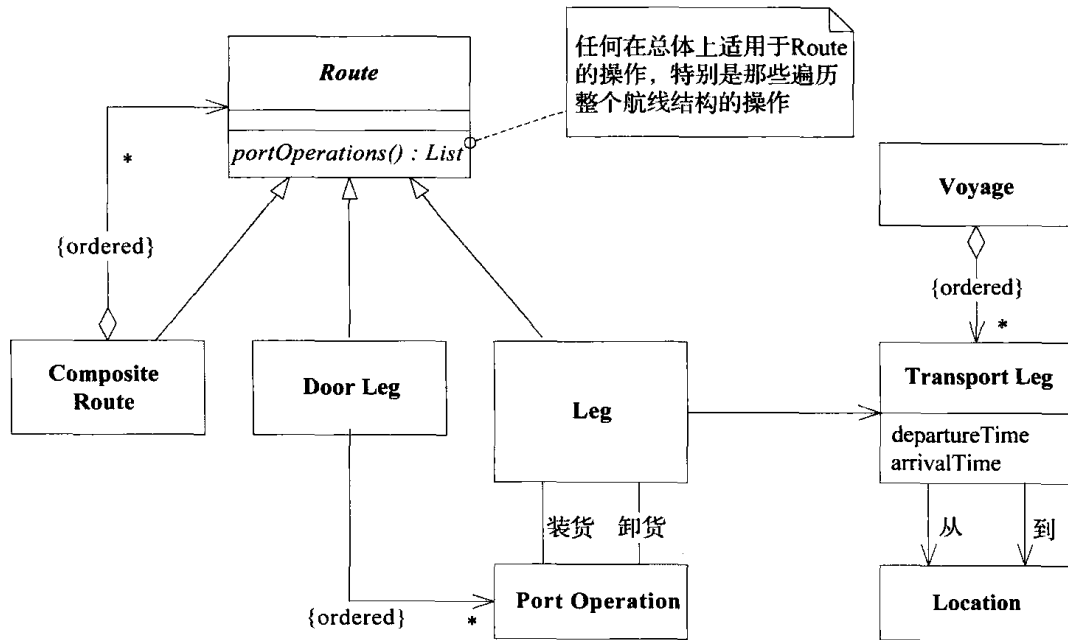 Route
portOperations() : List
任何在总体上适用于Route
的操作，特别是那些遍历
整个航线结构的操作
*
{ordered}
Voyage
{ordered}
*
Composite
Route
Door Leg
Leg
Transport Leg
departureTime
arrivalTime
装货 卸货
从 到
{ordered}
*
Port Operation
Location